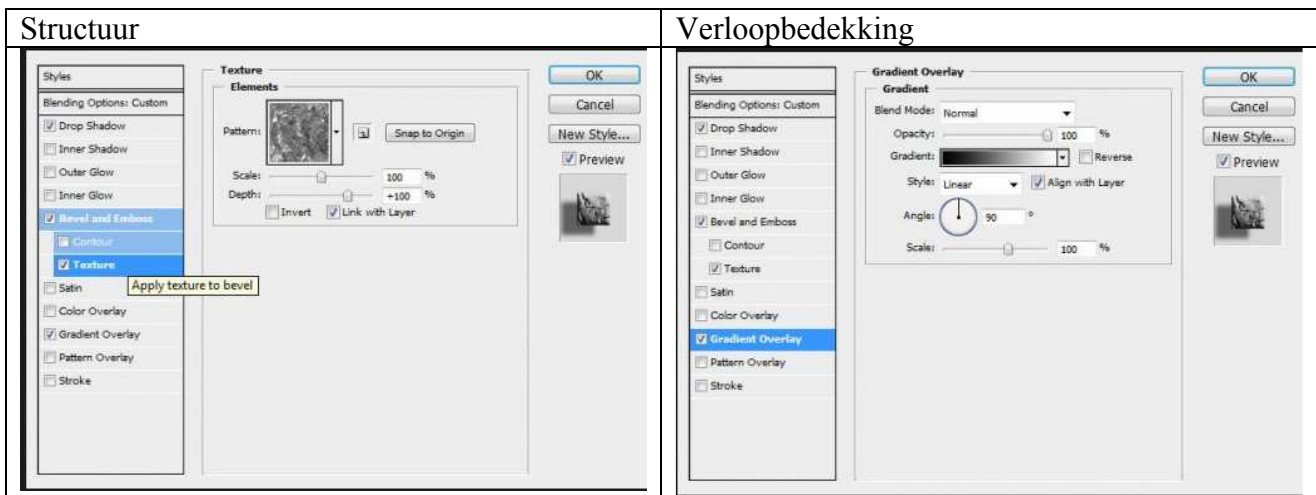 Structuur
Styles
Blending Options: Custom
Drop Shadow
Inner Shadow
Outer Glow
Inner Glow
Bevel and Emboss
Contour
Texture
Satin
Color Overlay
Gradient Overlay
Pattern Overlay
Stroke
Apply texture to bevel
Texture
Elements
Pattern:
Snap to Origin
Scale: 100 %
Depth: +100 %
Invert Link with Layer
OK
Cancel
New Style...
Preview
Verloopbedekking
Styles
Blending Options: Custom
Drop Shadow
Inner Shadow
Outer Glow
Inner Glow
Bevel and Emboss
Contour
Texture
Satin
Color Overlay
Gradient Overlay
Pattern Overlay
Stroke
Gradient Overlay
Gradient
Blend Mode: Normal
Opacity: 100 %
Gradient: Reverse
Style: Linear Align with Layer
Angle: 90 °
Scale: 100 %
OK
Cancel
New Style...
Preview